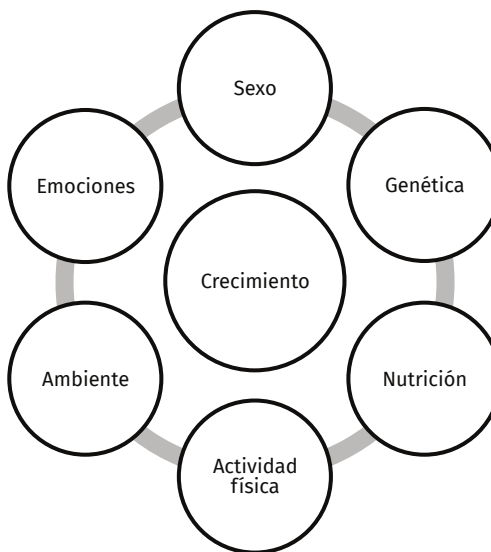 Sexo
Emociones
Genética
Crecimiento
Ambiente
Nutrición
Actividad
física